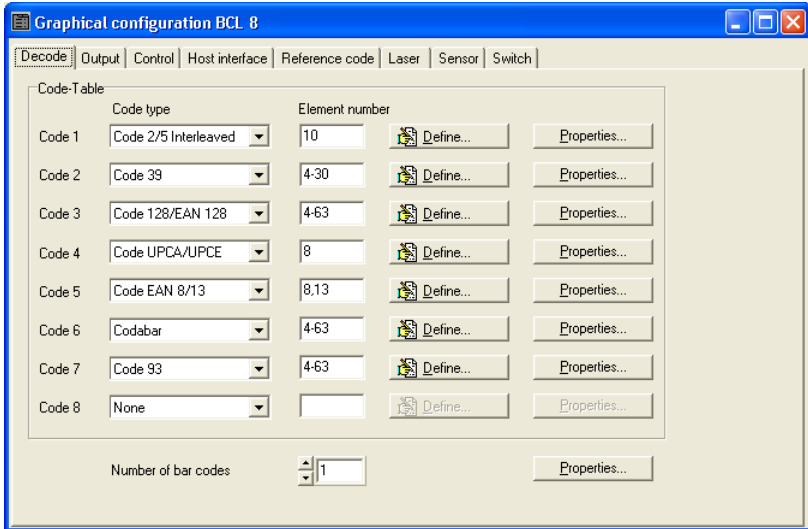 Graphical configuration BCL 8
Decode Output Control Host interface Reference code Laser Sensor Switch
Code-Table
Code type Element number
Code 1 Code 2/5 Interleaved 10 Define... Properties...
Code 2 Code 39 4-30 Define... Properties...
Code 3 Code 128/EAN 128 4-63 Define... Properties...
Code 4 Code UPCA/UPCE 8 Define... Properties...
Code 5 Code EAN 8/13 8,13 Define... Properties...
Code 6 Codabar 4-63 Define... Properties...
Code 7 Code 93 4-63 Define... Properties...
Code 8 None Define... Properties...
Number of bar codes 1 Properties...